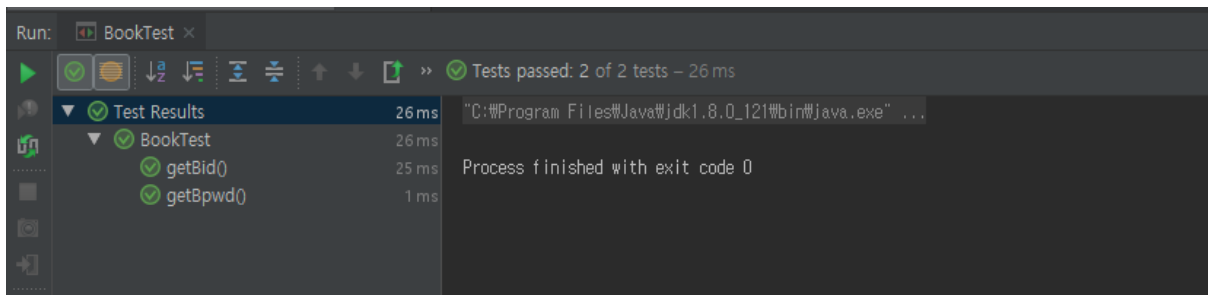 Run: BookTest
Tests passed: 2 of 2 tests – 26 ms
Test Results 26 ms
BookTest 26 ms
getBid() 25 ms
getBpwd() 1 ms
"C:₩Program Files₩Java₩jdk1.8.0_121₩bin₩java.exe" ...
Process finished with exit code 0